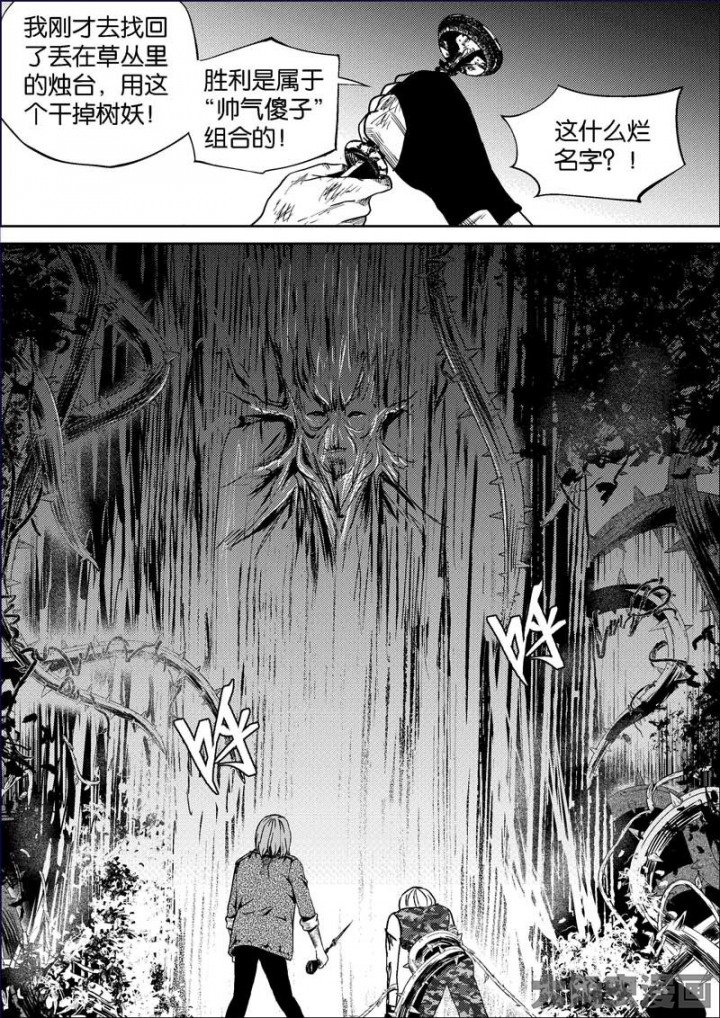 我刚才去找回
了丢在草丛里
的烛台，用这
个干掉树妖！
胜利是属于
“帅气傻子”
组合的！
这什么烂
名字？！
咚
咚